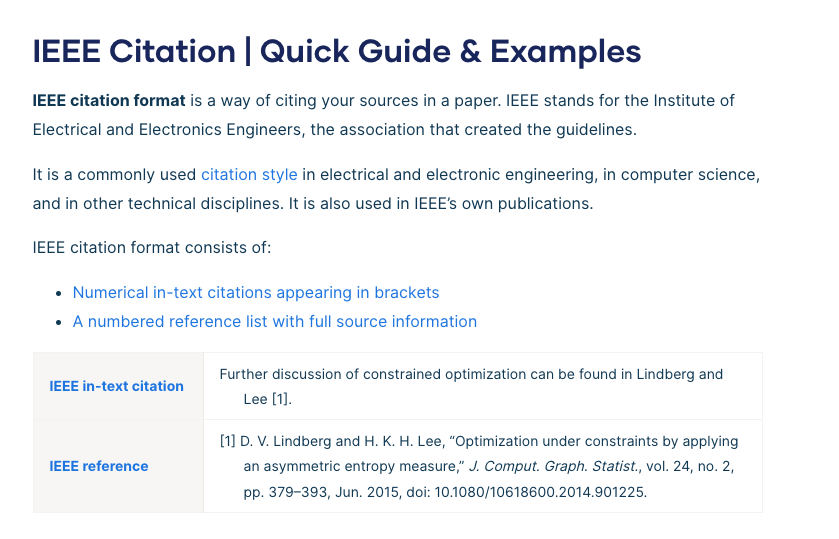 IEEE Citation | Quick Guide & Examples
IEEE citation format is a way of citing your sources in a paper. IEEE stands for the Institute of
Electrical and Electronics Engineers, the association that created the guidelines.
It is a commonly used citation style in electrical and electronic engineering, in computer science,
and in other technical disciplines. It is also used in IEEE’s own publications.
IEEE citation format consists of:
• Numerical in-text citations appearing in brackets
• A numbered reference list with full source information
IEEE in-text citation
Further discussion of constrained optimization can be found in Lindberg and
Lee [1].
IEEE reference
[1] D. V. Lindberg and H. K. H. Lee, “Optimization under constraints by applying
an asymmetric entropy measure,” J. Comput. Graph. Statist., vol. 24, no. 2,
pp. 379–393, Jun. 2015, doi: 10.1080/10618600.2014.901225.